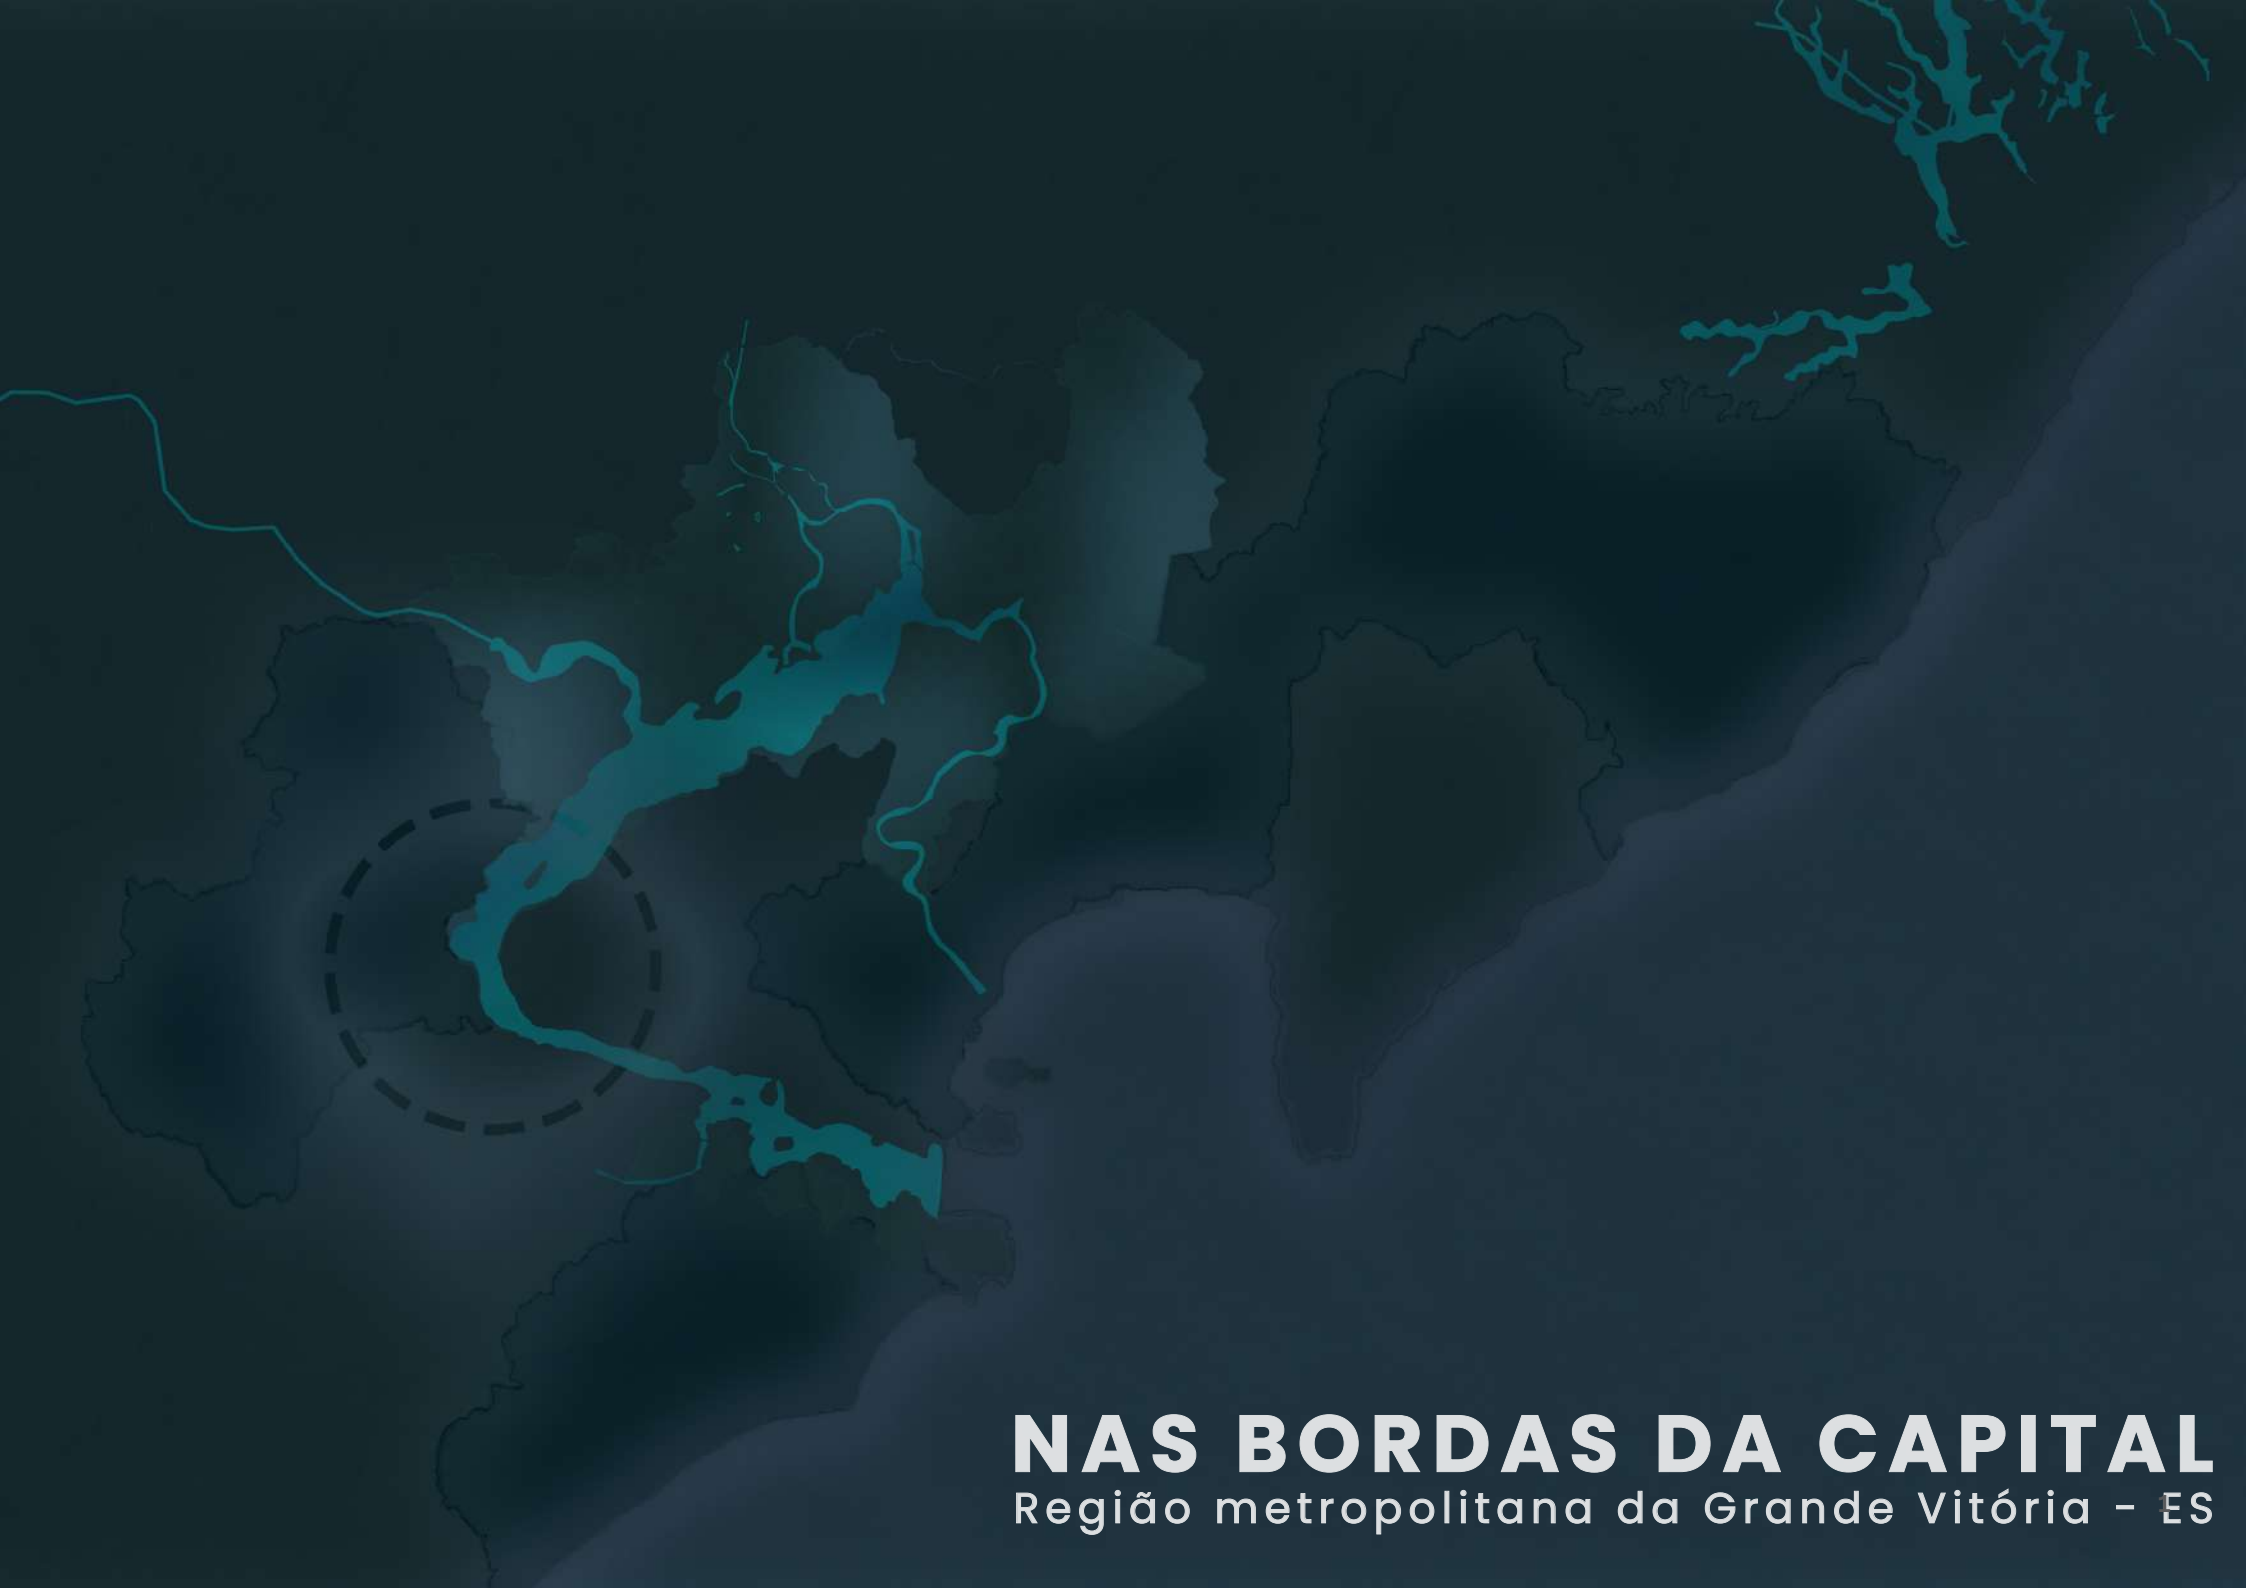 NAS BORDAS DA CAPITAL
Região metropolitana da Grande Vitória - ES